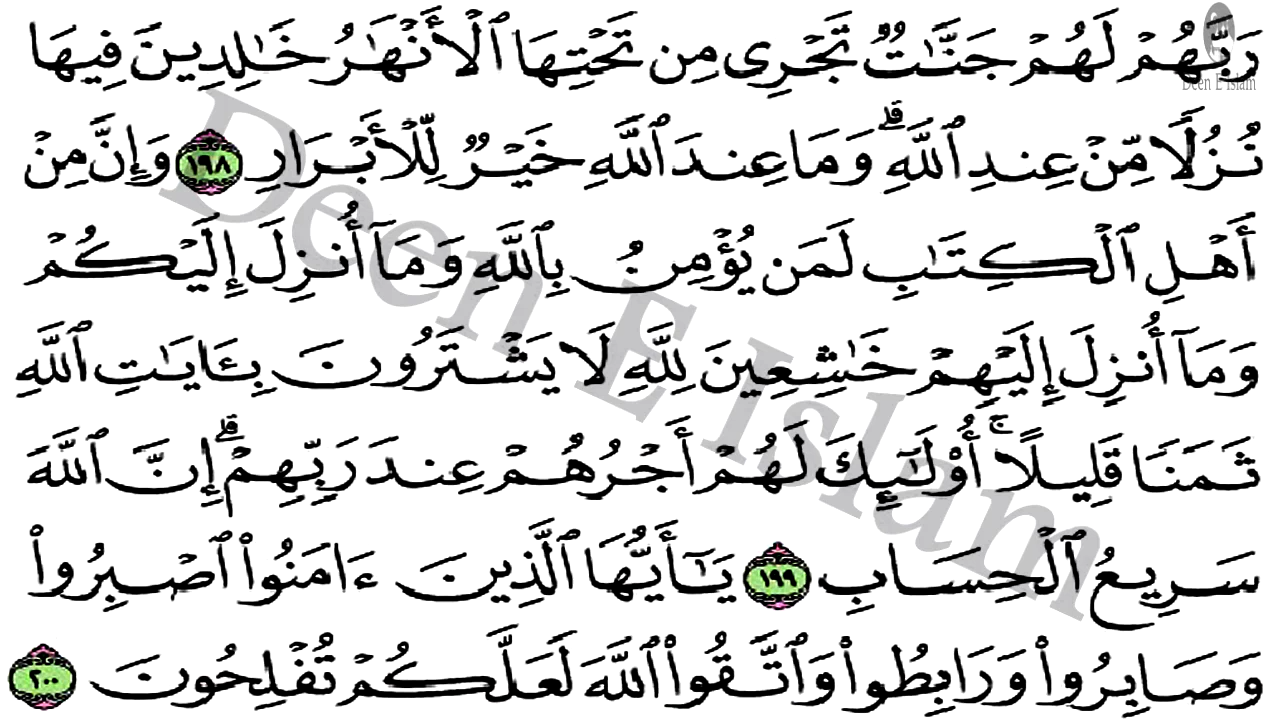 رَبَّهُمْ لَهُمْ جَنَّٰتٌ تَجْرِى مِن تَحْتِهَا ٱلْأَنْهَٰرُ خَٰلِدِينَ فِيهَا
Deen E Islam
نُزُلًا مِّنْ عِندِ ٱللَّهِ ۗ وَمَا عِندَ ٱللَّهِ خَيْرٌ لِّلْأَبْرَارِ ١٩٨ وَإِنَّ مِنْ
أَهْلِ ٱلْكِتَٰبِ لَمَن يُؤْمِنُ بِٱللَّهِ وَمَآ أُنزِلَ إِلَيْكُمْ
وَمَآ أُنزِلَ إِلَيْهِمْ خَٰشِعِينَ لِلَّهِ لَا يَشْتَرُونَ بِـَٔايَٰتِ ٱللَّهِ
ثَمَنًا قَلِيلًا ۚ أُو۟لَٰٓئِكَ لَهُمْ أَجْرُهُمْ عِندَ رَبِّهِمْ ۗ إِنَّ ٱللَّهَ
سَرِيعُ ٱلْحِسَابِ ١٩٩ يَٰٓأَيُّهَا ٱلَّذِينَ ءَامَنُوا۟ ٱصْبِرُوا۟
وَصَابِرُوا۟ وَرَابِطُوا۟ وَٱتَّقُوا۟ ٱللَّهَ لَعَلَّكُمْ تُفْلِحُونَ ٢٠٠
Deen E Islam